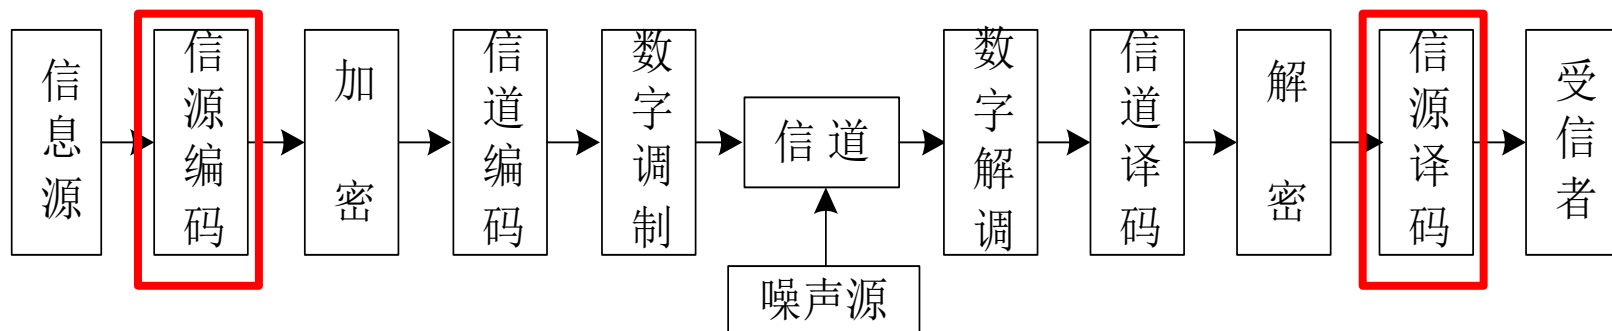 信息源
信源编码
加密
信道编码
数字调制
信道
噪声源
数字解调
信道译码
解密
信源译码
受信者